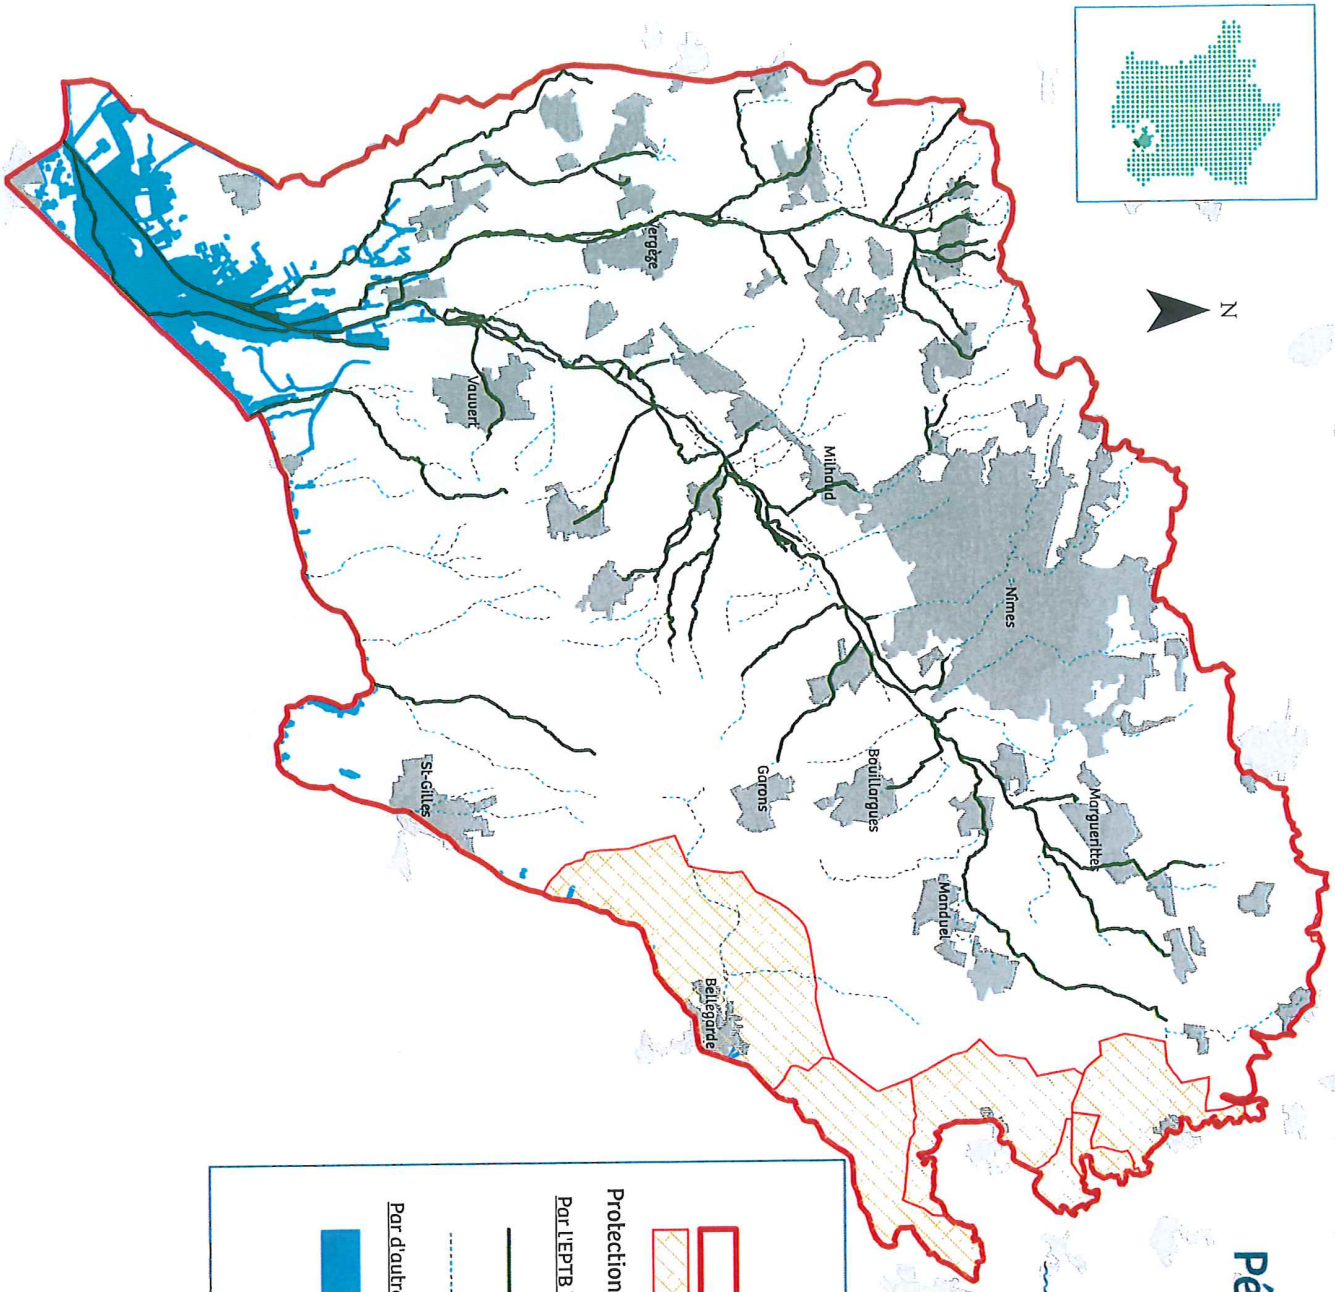 Pé
N
Nîmes
Marguerittes
Milhaud
Bouillargues
Manduel
Garons
Vergèze
Bellegarde
Vauvert
St-Gilles
Protection
Par l'EPTB
Par d'autr